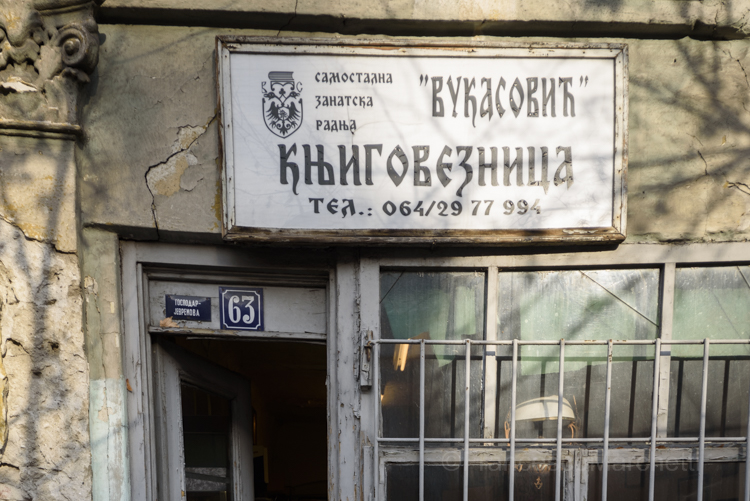 самостална
занатска
радња
"Вукасовић"
књиговезница
тел.: 064/29 77 994
ГОСПОДАР-
ЈЕВРЕМОВА
63